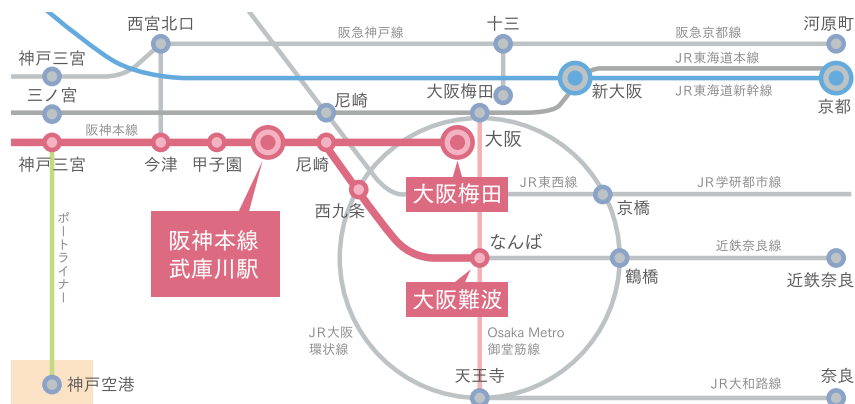 西宮北口
阪急神戸線
十三
阪急京都線
河原町
神戸三宮
JR東海道本線
三ノ宮
尼崎
大阪梅田
新大阪
JR東海道新幹線
京都
阪神本線
大阪
神戸三宮
今津
甲子園
尼崎
大阪梅田
JR東西線
JR学研都市線
西九条
京橋
ポートライナー
阪神本線
武庫川駅
なんば
近鉄奈良線
鶴橋
近鉄奈良
大阪難波
JR大阪
環状線
Osaka Metro
御堂筋線
天王寺
JR大和路線
奈良
神戸空港